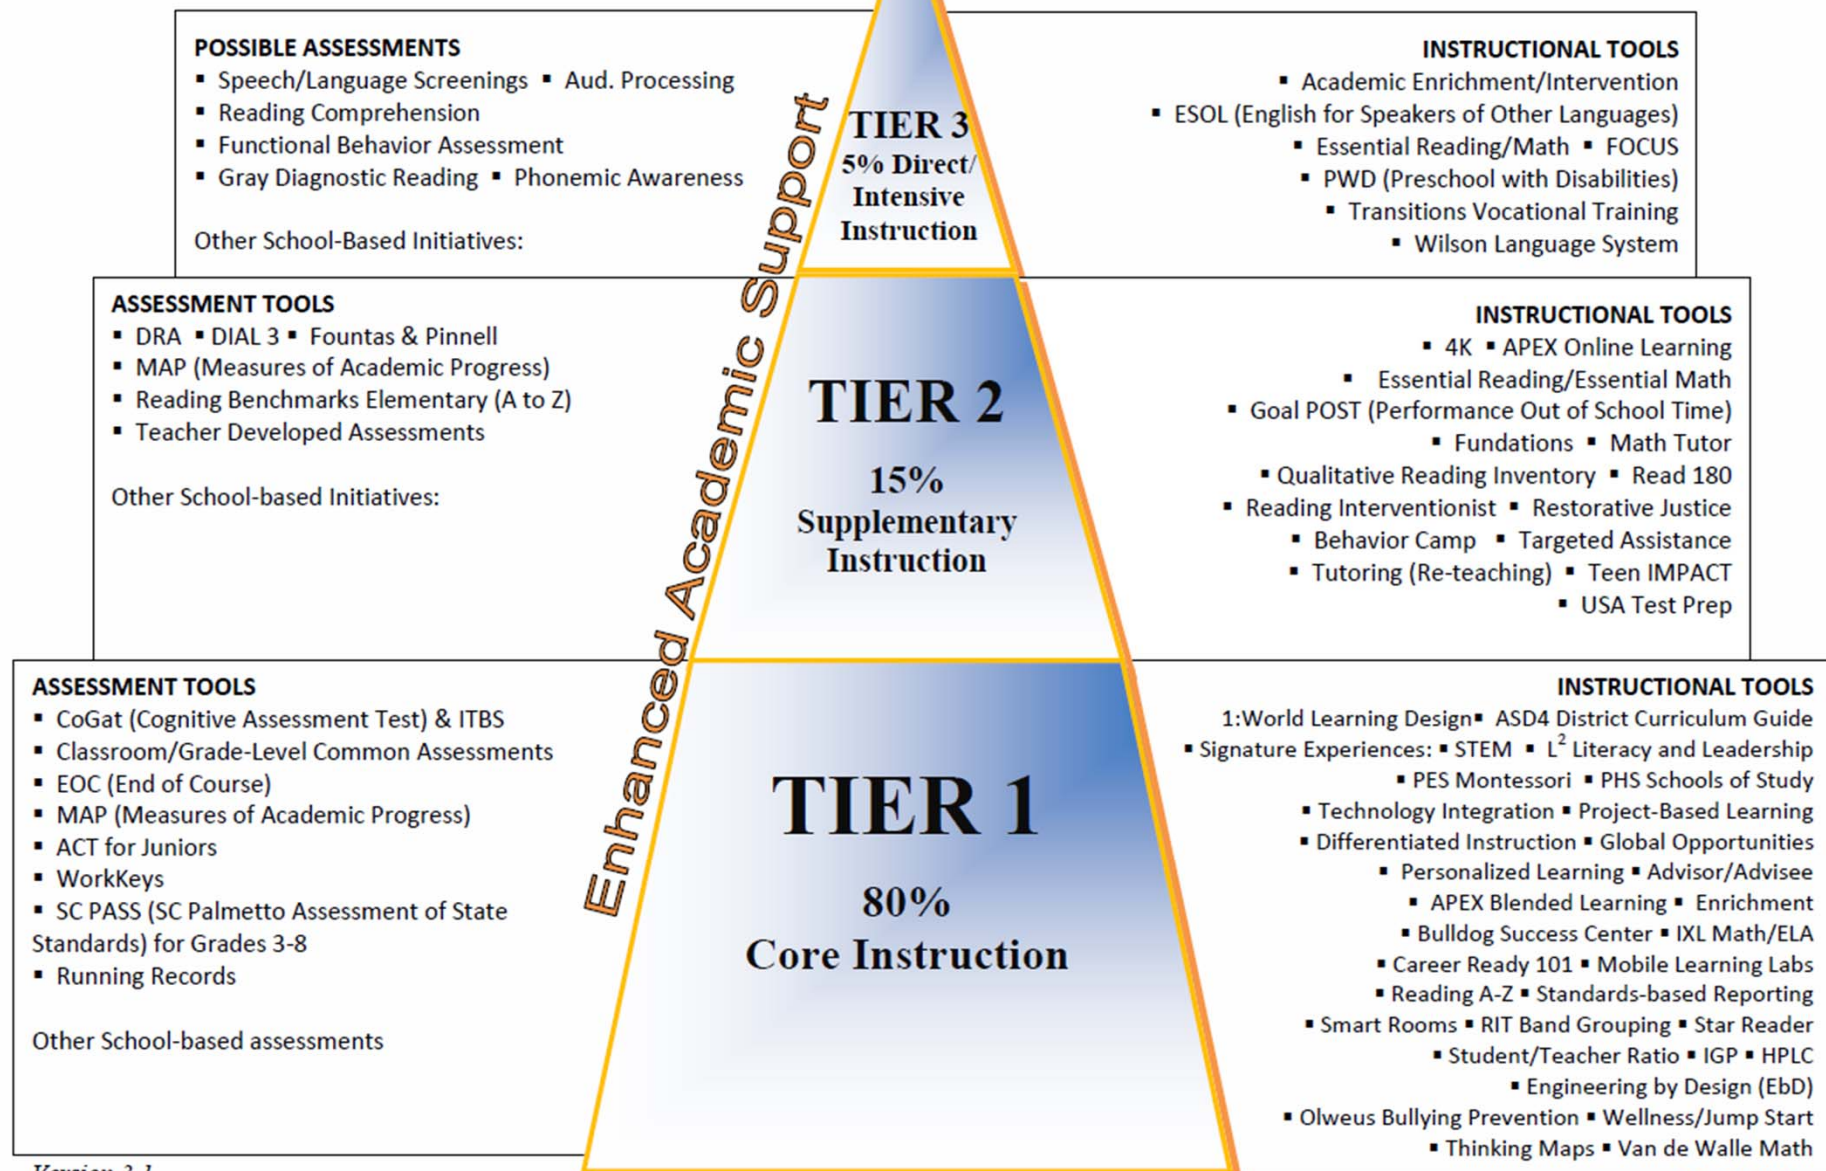 POSSIBLE ASSESSMENTS
▪ Speech/Language Screenings ▪ Aud. Processing
▪ Reading Comprehension
▪ Functional Behavior Assessment
▪ Gray Diagnostic Reading ▪ Phonemic Awareness
Other School-Based Initiatives:
TIER 3
5% Direct/
Intensive
Instruction
INSTRUCTIONAL TOOLS
▪ Academic Enrichment/Intervention
▪ ESOL (English for Speakers of Other Languages)
▪ Essential Reading/Math ▪ FOCUS
▪ PWD (Preschool with Disabilities)
▪ Transitions Vocational Training
▪ Wilson Language System
Enhanced Academic Support
ASSESSMENT TOOLS
▪ DRA ▪ DIAL 3 ▪ Fountas & Pinnell
▪ MAP (Measures of Academic Progress)
▪ Reading Benchmarks Elementary (A to Z)
▪ Teacher Developed Assessments
Other School-based Initiatives:
TIER 2
15%
Supplementary
Instruction
INSTRUCTIONAL TOOLS
▪ 4K ▪ APEX Online Learning
▪ Essential Reading/Essential Math
▪ Goal POST (Performance Out of School Time)
▪ Fundations ▪ Math Tutor
▪ Qualitative Reading Inventory ▪ Read 180
▪ Reading Interventionist ▪ Restorative Justice
▪ Behavior Camp ▪ Targeted Assistance
▪ Tutoring (Re-teaching) ▪ Teen IMPACT
▪ USA Test Prep
ASSESSMENT TOOLS
▪ CoGat (Cognitive Assessment Test) & ITBS
▪ Classroom/Grade-Level Common Assessments
▪ EOC (End of Course)
▪ MAP (Measures of Academic Progress)
▪ ACT for Juniors
▪ WorkKeys
▪ SC PASS (SC Palmetto Assessment of State
Standards) for Grades 3-8
▪ Running Records
Other School-based assessments
TIER 1
80%
Core Instruction
INSTRUCTIONAL TOOLS
1:World Learning Design▪ ASD4 District Curriculum Guide
▪ Signature Experiences: ▪ STEM ▪ L² Literacy and Leadership
▪ PES Montessori ▪ PHS Schools of Study
▪ Technology Integration ▪ Project-Based Learning
▪ Differentiated Instruction ▪ Global Opportunities
▪ Personalized Learning ▪ Advisor/Advisee
▪ APEX Blended Learning ▪ Enrichment
▪ Bulldog Success Center ▪ IXL Math/ELA
▪ Career Ready 101 ▪ Mobile Learning Labs
▪ Reading A-Z ▪ Standards-based Reporting
▪ Smart Rooms ▪ RIT Band Grouping ▪ Star Reader
▪ Student/Teacher Ratio ▪ IGP ▪ HPLC
▪ Engineering by Design (EbD)
▪ Olweus Bullying Prevention ▪ Wellness/Jump Start
▪ Thinking Maps ▪ Van de Walle Math